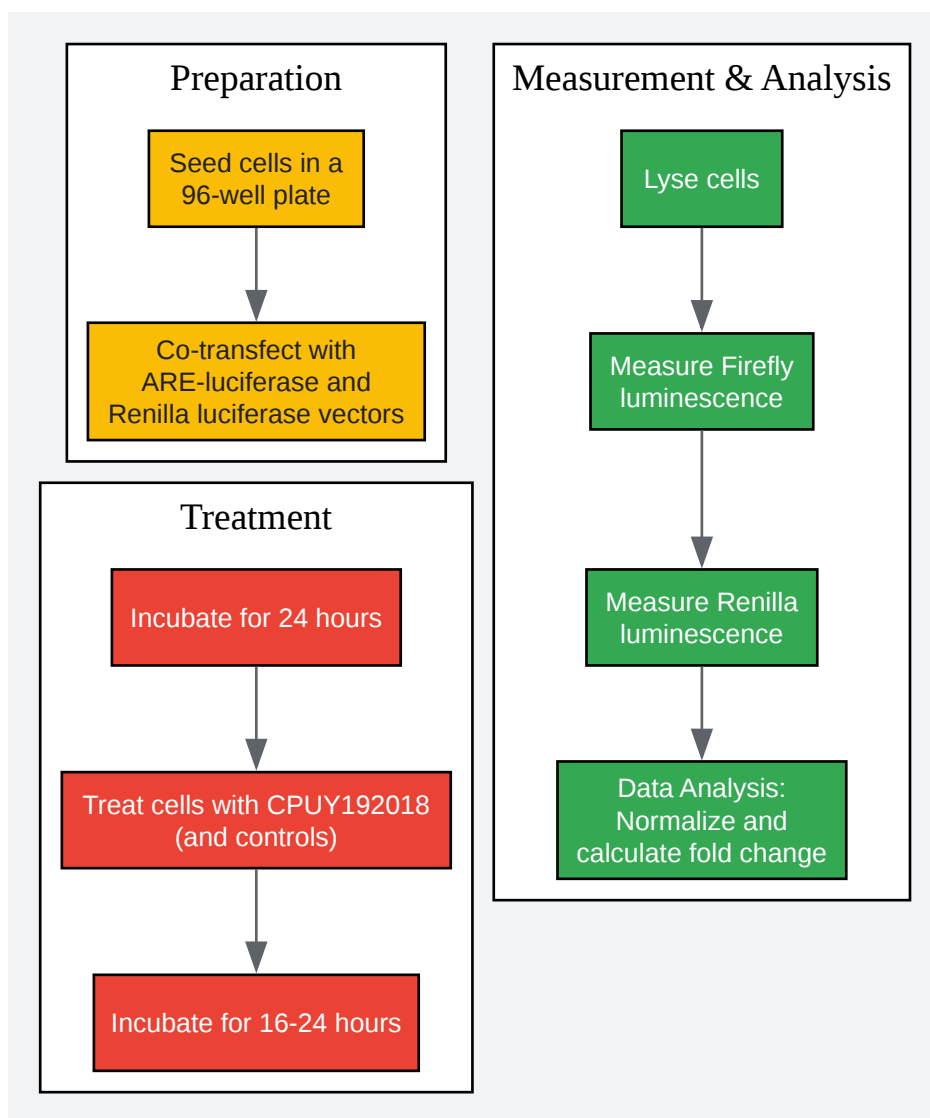 Preparation
Seed cells in a
96-well plate
Co-transfect with
ARE-luciferase and
Renilla luciferase vectors
Treatment
Incubate for 24 hours
Treat cells with CPUY192018
(and controls)
Incubate for 16-24 hours
Measurement & Analysis
Lyse cells
Measure Firefly
luminescence
Measure Renilla
luminescence
Data Analysis:
Normalize and
calculate fold change